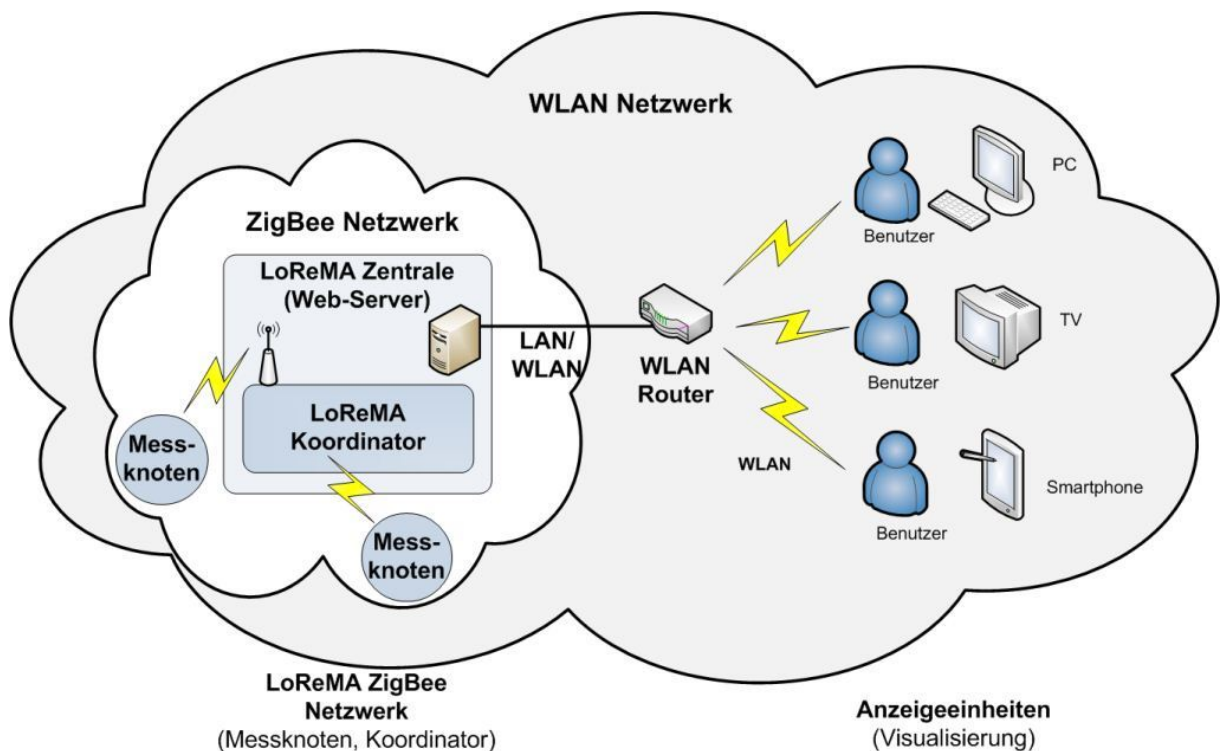 WLAN Netzwerk
PC
Benutzer
ZigBee Netzwerk
LoReMA Zentrale
(Web-Server)
LAN/
WLAN
WLAN
Router
TV
Benutzer
LoReMA
Koordinator
Mess-
knoten
Mess-
knoten
WLAN
Smartphone
Benutzer
LoReMA ZigBee
Netzwerk
(Messknoten, Koordinator)
Anzeigeeinheiten
(Visualisierung)